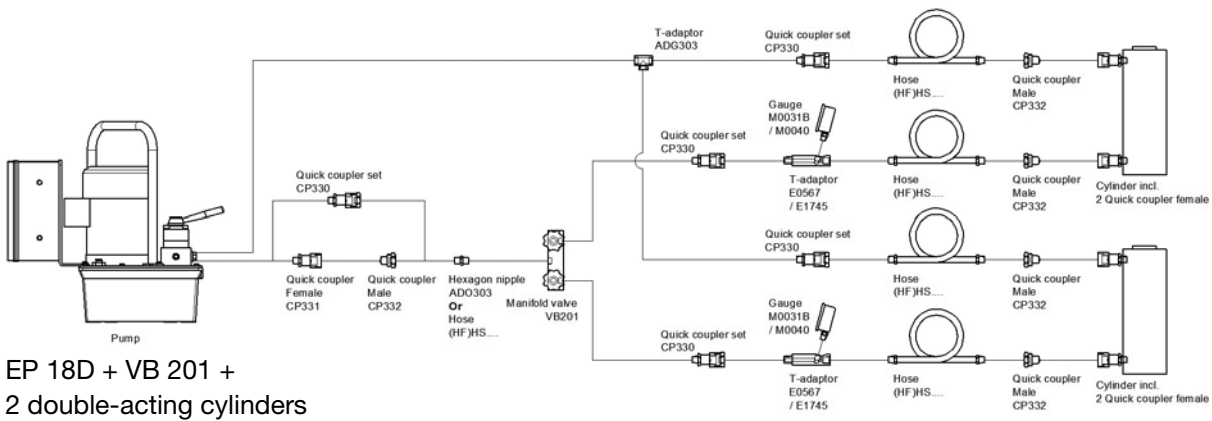 T-adaptor
ADG303
Quick coupler set
CP330
Hose
(HF)HS....
Quick coupler
Male
CP332
Gauge
M0031B
/ M0040
Quick coupler set
CP330
T-adaptor
E0567
/ E1745
Hose
(HF)HS....
Quick coupler
Male
CP332
Cylinder incl.
2 Quick coupler female
Quick coupler set
CP330
Quick coupler
Female
CP331
Quick coupler
Male
CP332
Hexagon nipple
ADO303
Or
Hose
(HF)HS....
Manifold valve
VB201
Quick coupler set
CP330
Hose
(HF)HS....
Quick coupler
Male
CP332
Gauge
M0031B
/ M0040
Quick coupler set
CP330
T-adaptor
E0567
/ E1745
Hose
(HF)HS....
Quick coupler
Male
CP332
Cylinder incl.
2 Quick coupler female
Pump
EP 18D + VB 201 +
2 double-acting cylinders